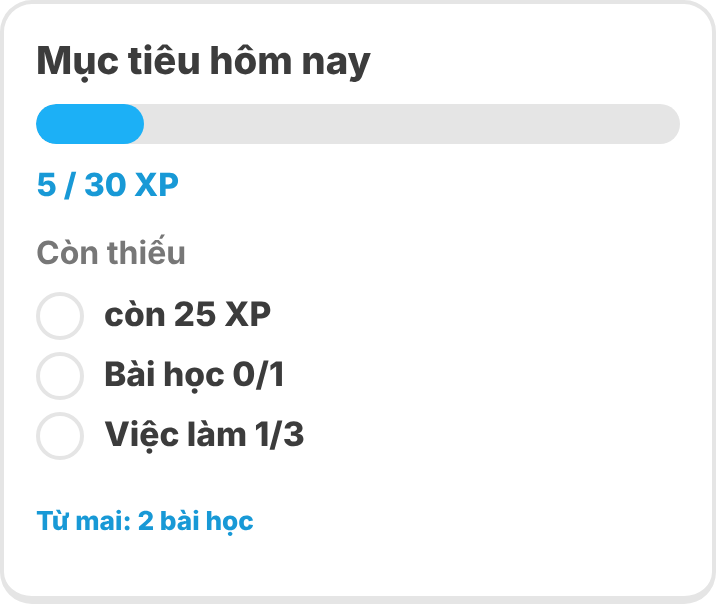 Mục tiêu hôm nay
5 / 30 XP
Còn thiếu
còn 25 XP
Bài học 0/1
Việc làm 1/3
Từ mai: 2 bài học